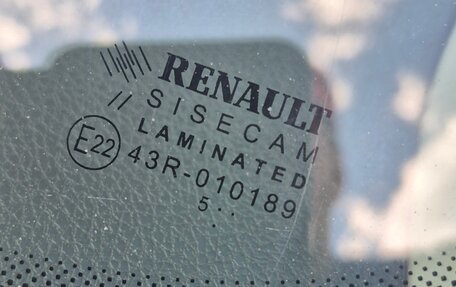 RENAULT
SISECAM
LAMINATED
E22 43R-010189
5..
.